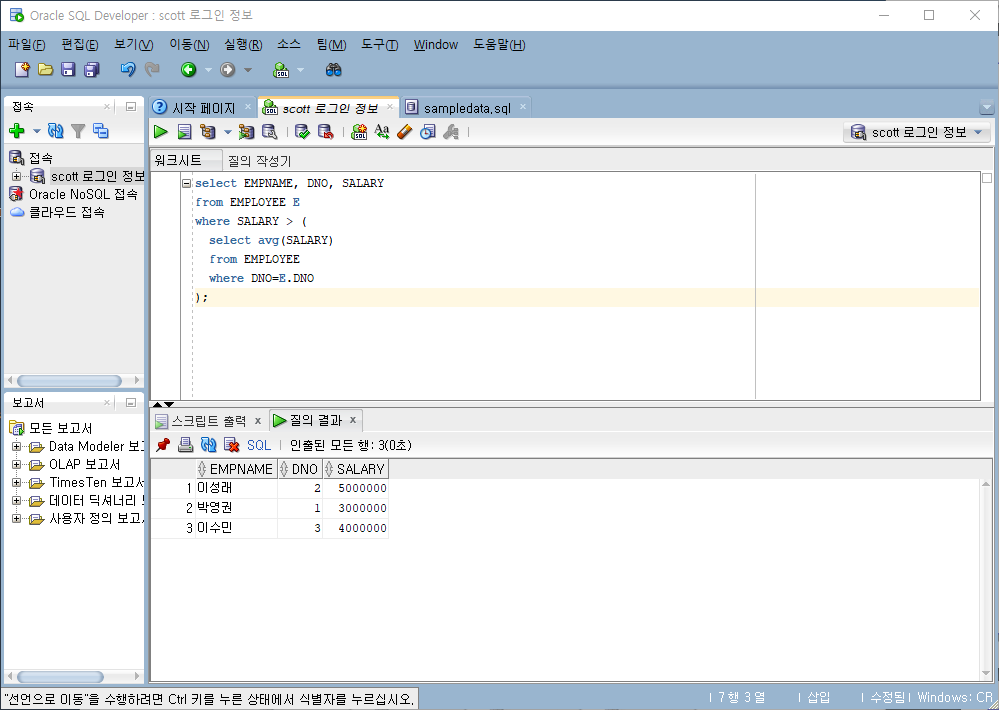 Oracle SQL Developer : scott 로그인 정보
파일(F) 편집(E) 보기(V) 이동(N) 실행(R) 소스 팀(M) 도구(T) Window 도움말(H)
접속
시작 페이지 scott 로그인 정보 sampledata.sql
scott 로그인 정보
접속
scott 로그인 정보
Oracle NoSQL 접속
클라우드 접속
워크시트 질의 작성기
select EMPNAME, DNO, SALARY
from EMPLOYEE E
where SALARY > (
select avg(SALARY)
from EMPLOYEE
where DNO=E.DNO
);
보고서
모든 보고서
Data Modeler 보고
OLAP 보고서
TimesTen 보고서
데이터 딕셔너리
사용자 정의 보고서
스크립트 출력 x 질의 결과 x
SQL 인출된 모든 행: 3(0초)
EMPNAME DNO SALARY
1 이성래 2 5000000
2 박영권 1 3000000
3 이수민 3 4000000
"선언으로 이동"을 수행하려면 Ctrl 키를 누른 상태에서 식별자를 누르십시오.
7 행 3 열 삽입 수정됨 Windows: CR